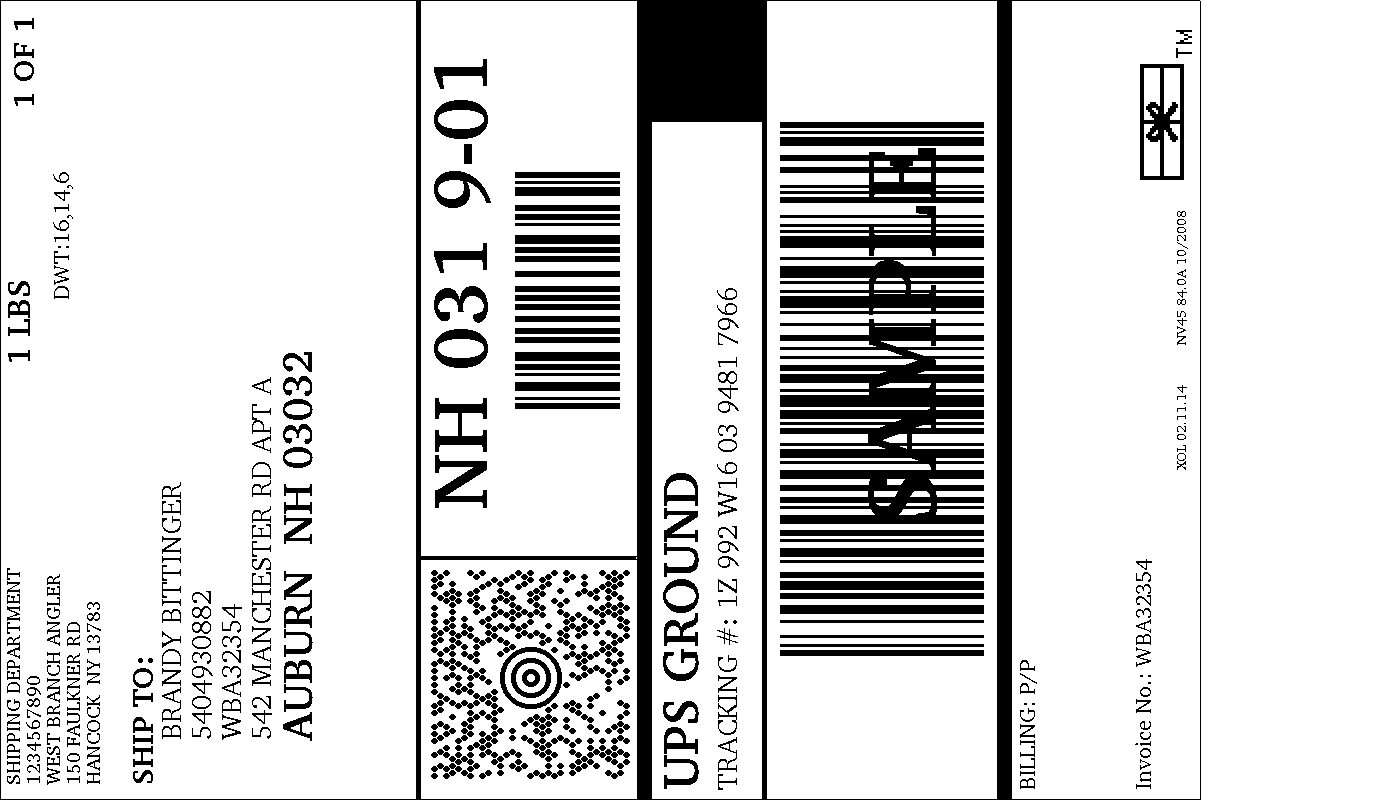 SHIPPING DEPARTMENT
1234567890
WEST BRANCH ANGLER
150 FAULKNER RD
HANCOCK  NY 13783
1 LBS
1 OF 1
DWT:16,14,6
SHIP TO:
BRANDY BITTINGER
5404930882
WBA32354
542 MANCHESTER RD APT A
AUBURN  NH 03032
NH 031 9-01
UPS GROUND
TRACKING #: 1Z 992 W16 03 9481 7966
SAMPLE
BILLING: P/P
Invoice No.: WBA32354
XOL 02.11.14
NV45 84.0A 10/2008
TM